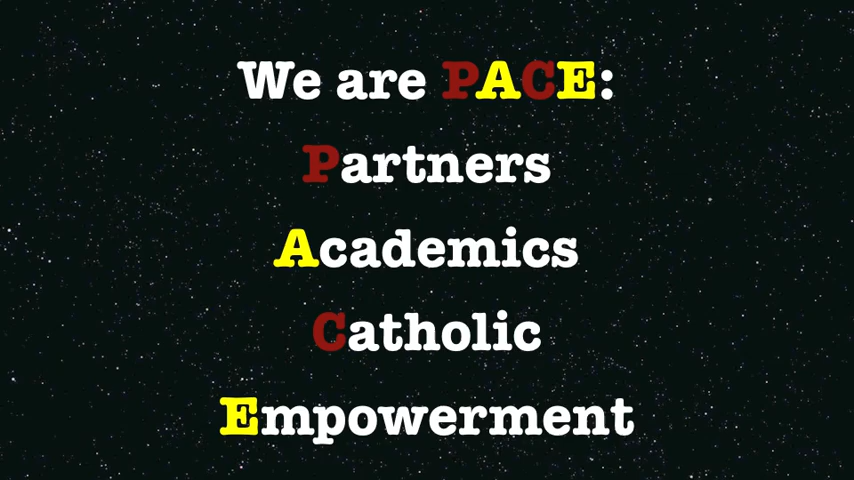 We are PACE:
Partners
Academics
Catholic
Empowerment